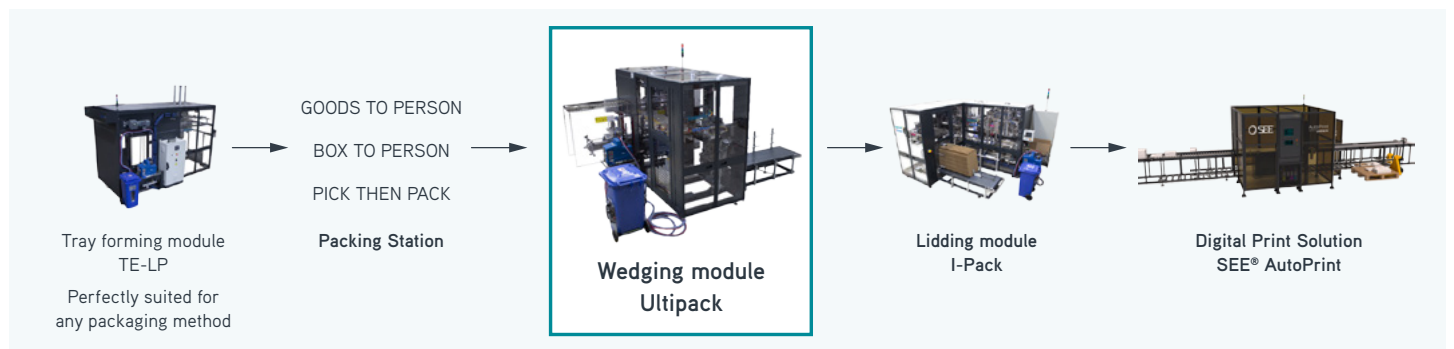 Tray forming module
TE-LP
Perfectly suited for
any packaging method
GOODS TO PERSON
BOX TO PERSON
PICK THEN PACK
Packing Station
Wedging module
Ultipack
Lidding module
I-Pack
SEE
Digital Print Solution
SEE® AutoPrint